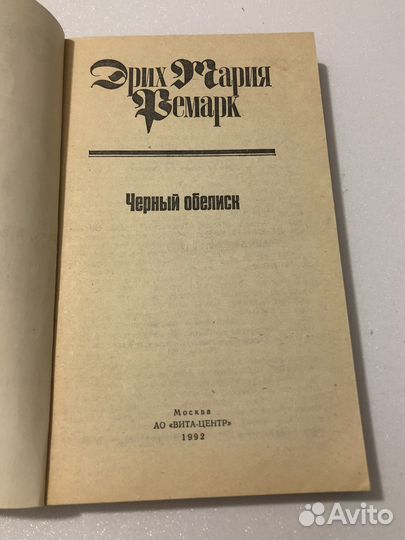 Эрих Мария
Ремарк
Черный обелиск
Москва
АО «ВИТА-ЦЕНТР»
1992
Avito